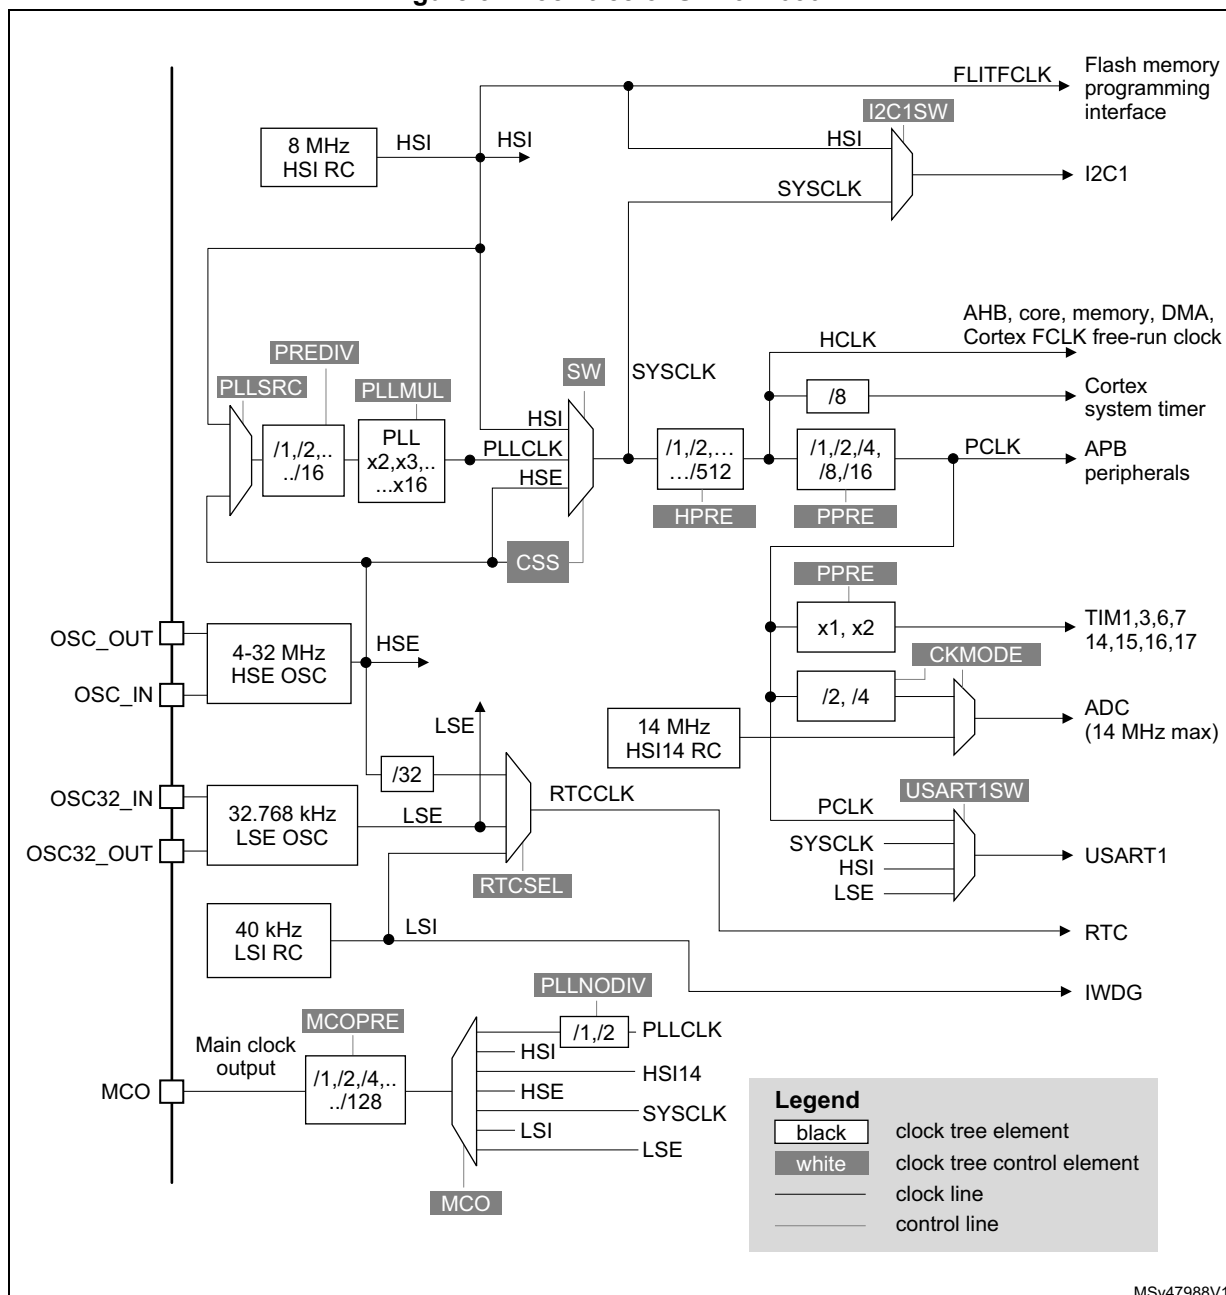 FLITFCLK
Flash memory
programming
interface
I2C1SW
8 MHz
HSI RC
HSI
HSI
HSI
SYSCLK
I2C1
AHB, core, memory, DMA,
Cortex FCLK free-run clock
HCLK
PREDIV
PLLSRC
PLLMUL
SW
SYSCLK
/8
Cortex
system timer
/1,/2,..
../16
PLL
x2,x3,..
...x16
HSI
PLLCLK
HSE
/1,/2,...
.../512
/1,/2,/4,
/8,/16
PCLK
APB
peripherals
HPRE
PPRE
CSS
PPRE
OSC_OUT
OSC_IN
4-32 MHz
HSE OSC
HSE
x1, x2
TIM1,3,6,7
14,15,16,17
CKMODE
/2, /4
LSE
14 MHz
HSI14 RC
ADC
(14 MHz max)
/32
OSC32_IN
OSC32_OUT
32.768 kHz
LSE OSC
LSE
RTCCLK
RTCSEL
USART1SW
PCLK
SYSCLK
HSI
LSE
USART1
40 kHz
LSI RC
LSI
RTC
IWDG
PLLNODIV
MCOPRE
Main clock
output
MCO
/1,/2,/4,..
../128
/1,/2
PLLCLK
HSI
HSI14
HSE
SYSCLK
LSI
LSE
MCO
Legend
black
clock tree element
white
clock tree control element
clock line
control line
MSv47988V1